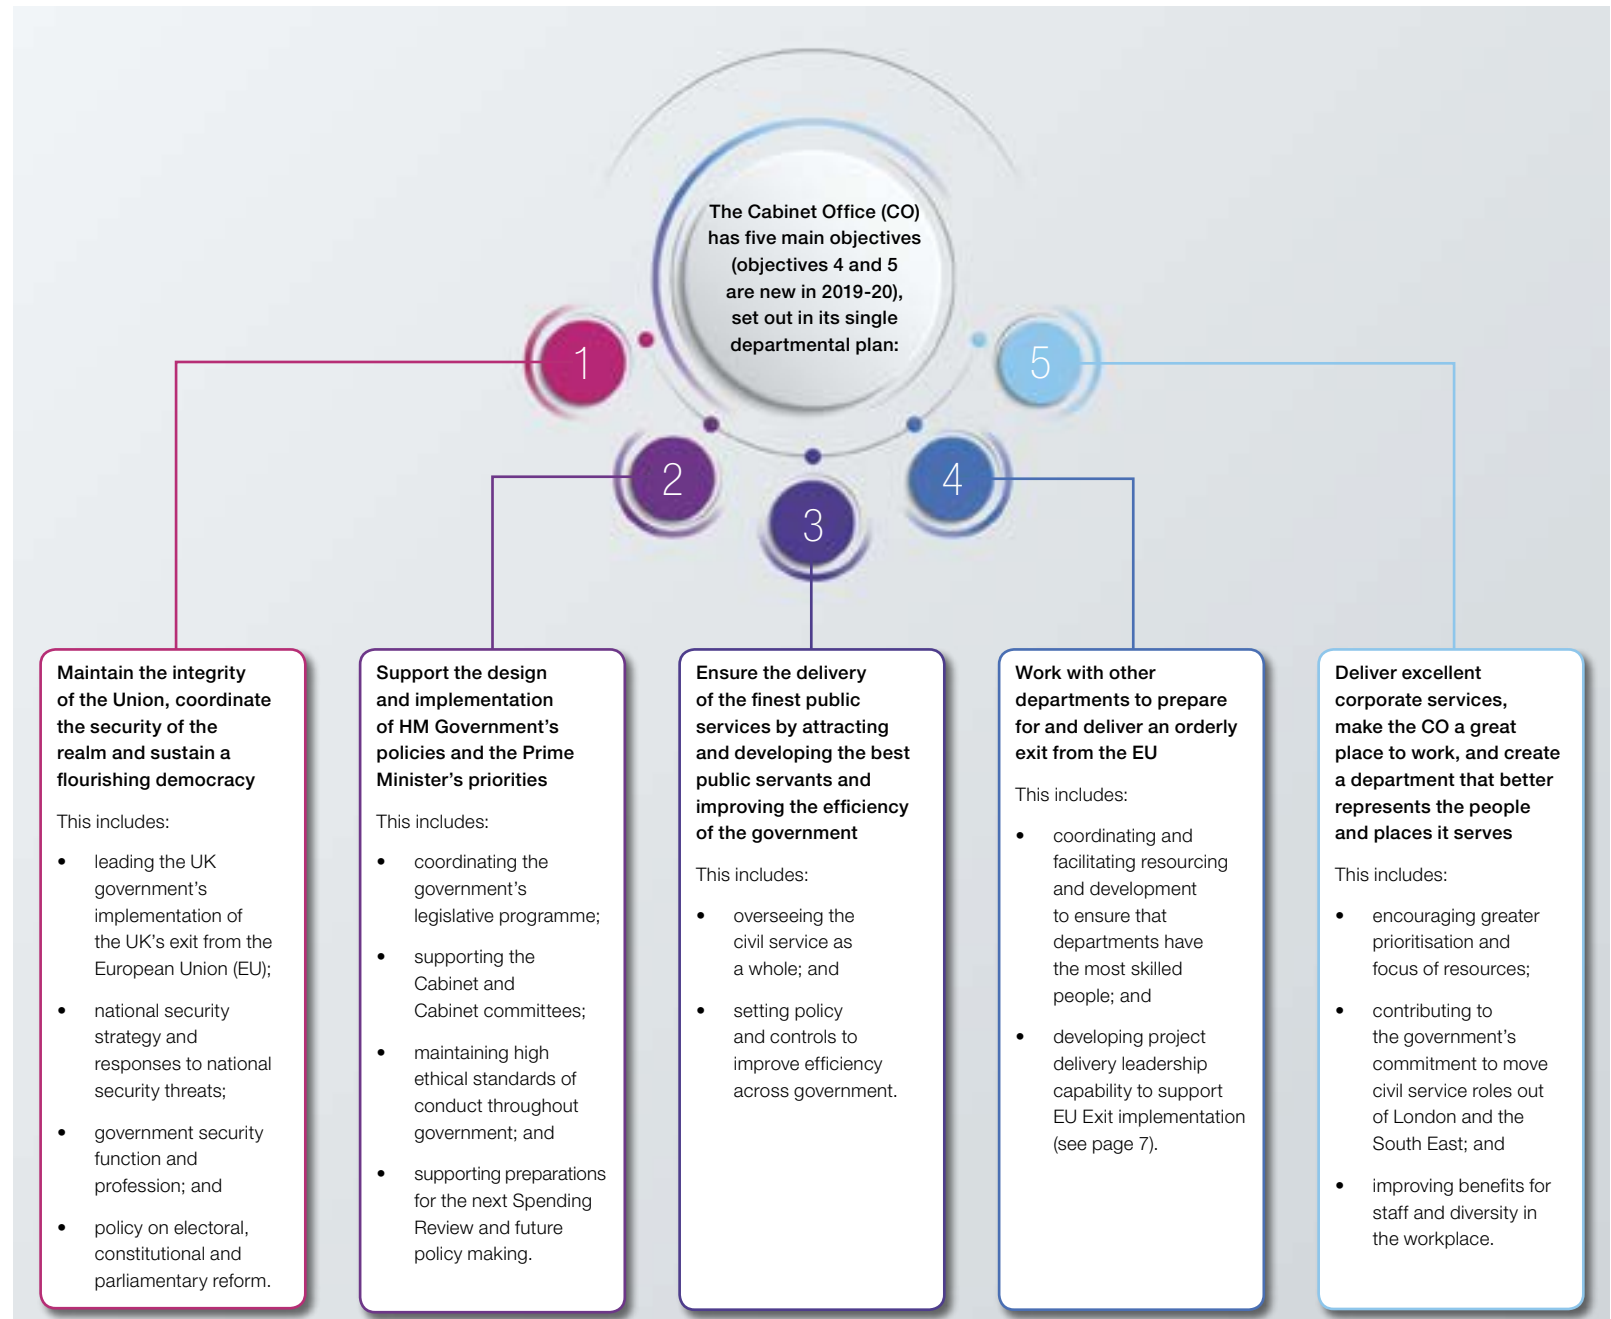 The Cabinet Office (CO)
has five main objectives
(objectives 4 and 5
are new in 2019-20),
set out in its single
departmental plan:
1
2
3
4
5
Maintain the integrity
of the Union, coordinate
the security of the
realm and sustain a
flourishing democracy
This includes:
• leading the UK
government's
implementation of
the UK's exit from the
European Union (EU);
• national security
strategy and
responses to national
security threats;
• government security
function and
profession; and
• policy on electoral,
constitutional and
parliamentary reform.
Support the design
and implementation
of HM Government's
policies and the Prime
Minister's priorities
This includes:
• coordinating the
government's
legislative programme;
• supporting the
Cabinet and
Cabinet committees;
• maintaining high
ethical standards of
conduct throughout
government; and
• supporting preparations
for the next Spending
Review and future
policy making.
Ensure the delivery
of the finest public
services by attracting
and developing the best
public servants and
improving the efficiency
of the government
This includes:
• overseeing the
civil service as
a whole; and
• setting policy
and controls to
improve efficiency
across government.
Work with other
departments to prepare
for and deliver an orderly
exit from the EU
This includes:
• coordinating and
facilitating resourcing
and development
to ensure that
departments have
the most skilled
people; and
• developing project
delivery leadership
capability to support
EU Exit implementation
(see page 7).
Deliver excellent
corporate services,
make the CO a great
place to work, and create
a department that better
represents the people
and places it serves
This includes:
• encouraging greater
prioritisation and
focus of resources;
• contributing to
the government's
commitment to move
civil service roles out
of London and the
South East; and
• improving benefits for
staff and diversity in
the workplace.